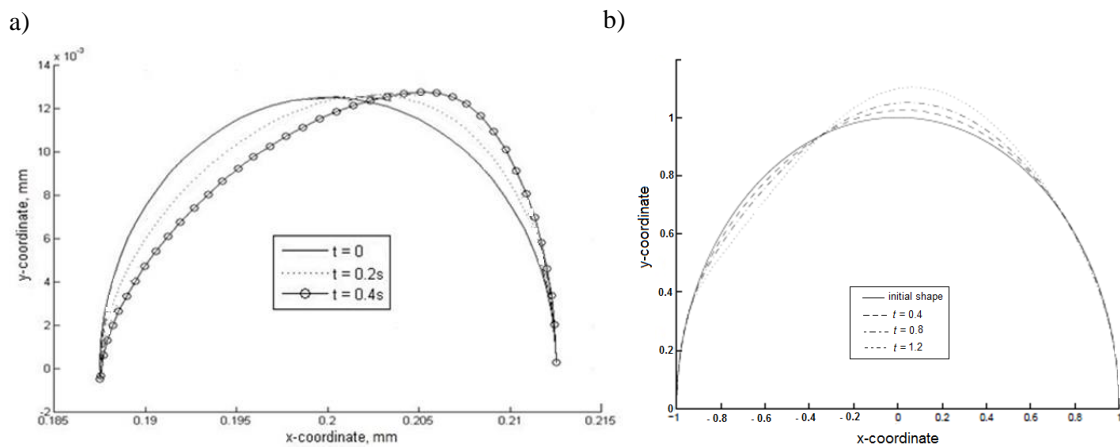 a)
x 10⁻³
14
12
10
8
6
4
2
0
-2
y-coordinate, mm
t = 0
t = 0.2s
t = 0.4s
0.185
0.19
0.195
0.2
0.205
0.21
0.215
x-coordinate, mm
b)
1.2
1
0.8
0.6
0.4
0.2
0
y-coordinate
initial shape
t = 0.4
t = 0.8
t = 1.2
-1
- 0.8
- 0.6
- 0.4
- 0.2
0
0.2
0.4
0.6
0.8
1
x-coordinate